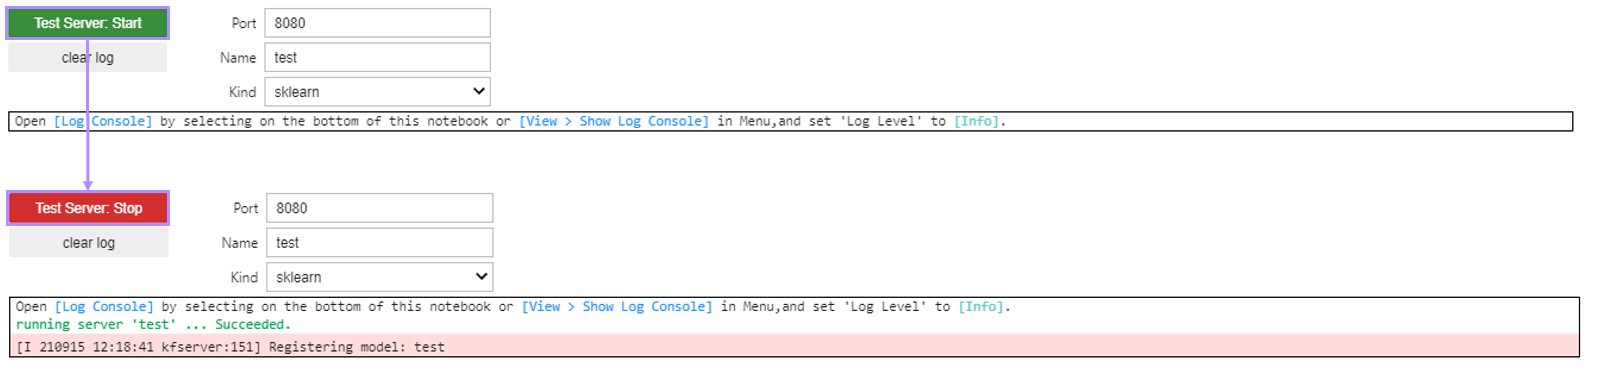 Test Server: Start
Port 8080
clear log
Name test
Kind sklearn
Open [Log Console] by selecting on the bottom of this notebook or [View > Show Log Console] in Menu,and set 'Log Level' to [Info].
Test Server: Stop
Port 8080
clear log
Name test
Kind sklearn
Open [Log Console] by selecting on the bottom of this notebook or [View > Show Log Console] in Menu,and set 'Log Level' to [Info].
running server 'test' ... Succeeded.
[I 210915 12:18:41 kfserver:151] Registering model: test